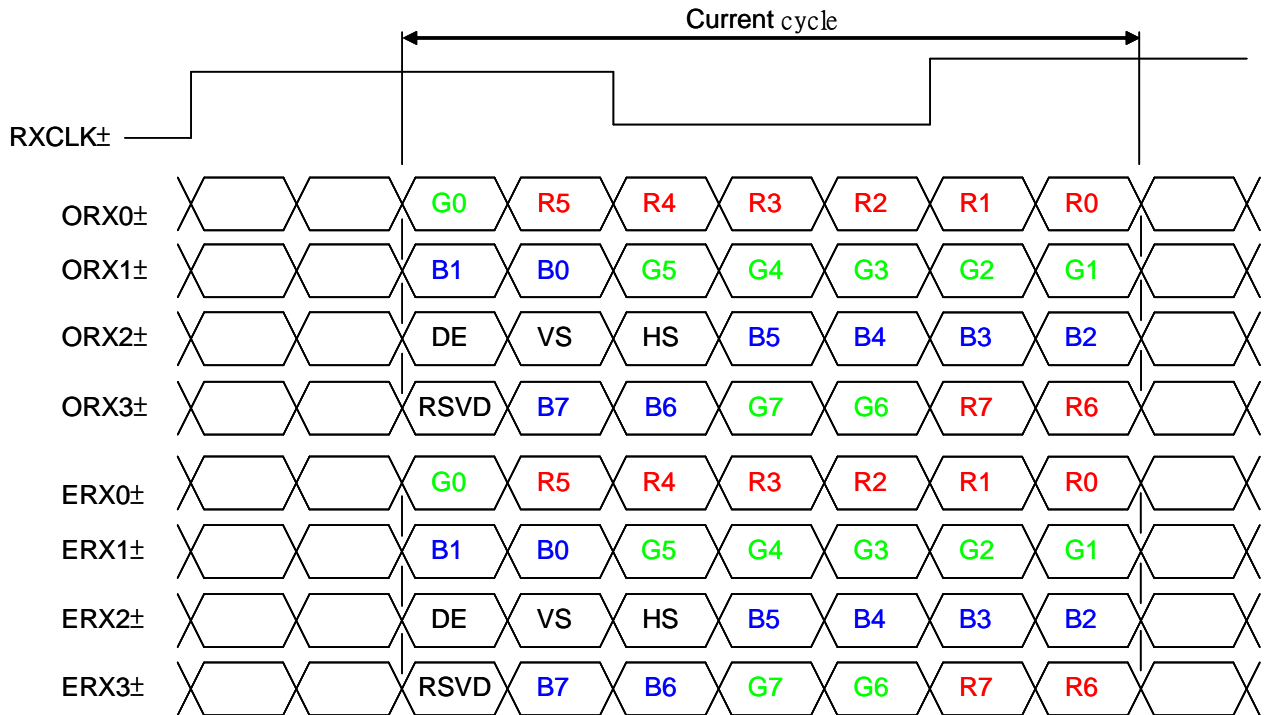 Current cycle
RXCLK±
ORX0± G0 R5 R4 R3 R2 R1 R0
ORX1± B1 B0 G5 G4 G3 G2 G1
ORX2± DE VS HS B5 B4 B3 B2
ORX3± RSVD B7 B6 G7 G6 R7 R6
ERX0± G0 R5 R4 R3 R2 R1 R0
ERX1± B1 B0 G5 G4 G3 G2 G1
ERX2± DE VS HS B5 B4 B3 B2
ERX3± RSVD B7 B6 G7 G6 R7 R6